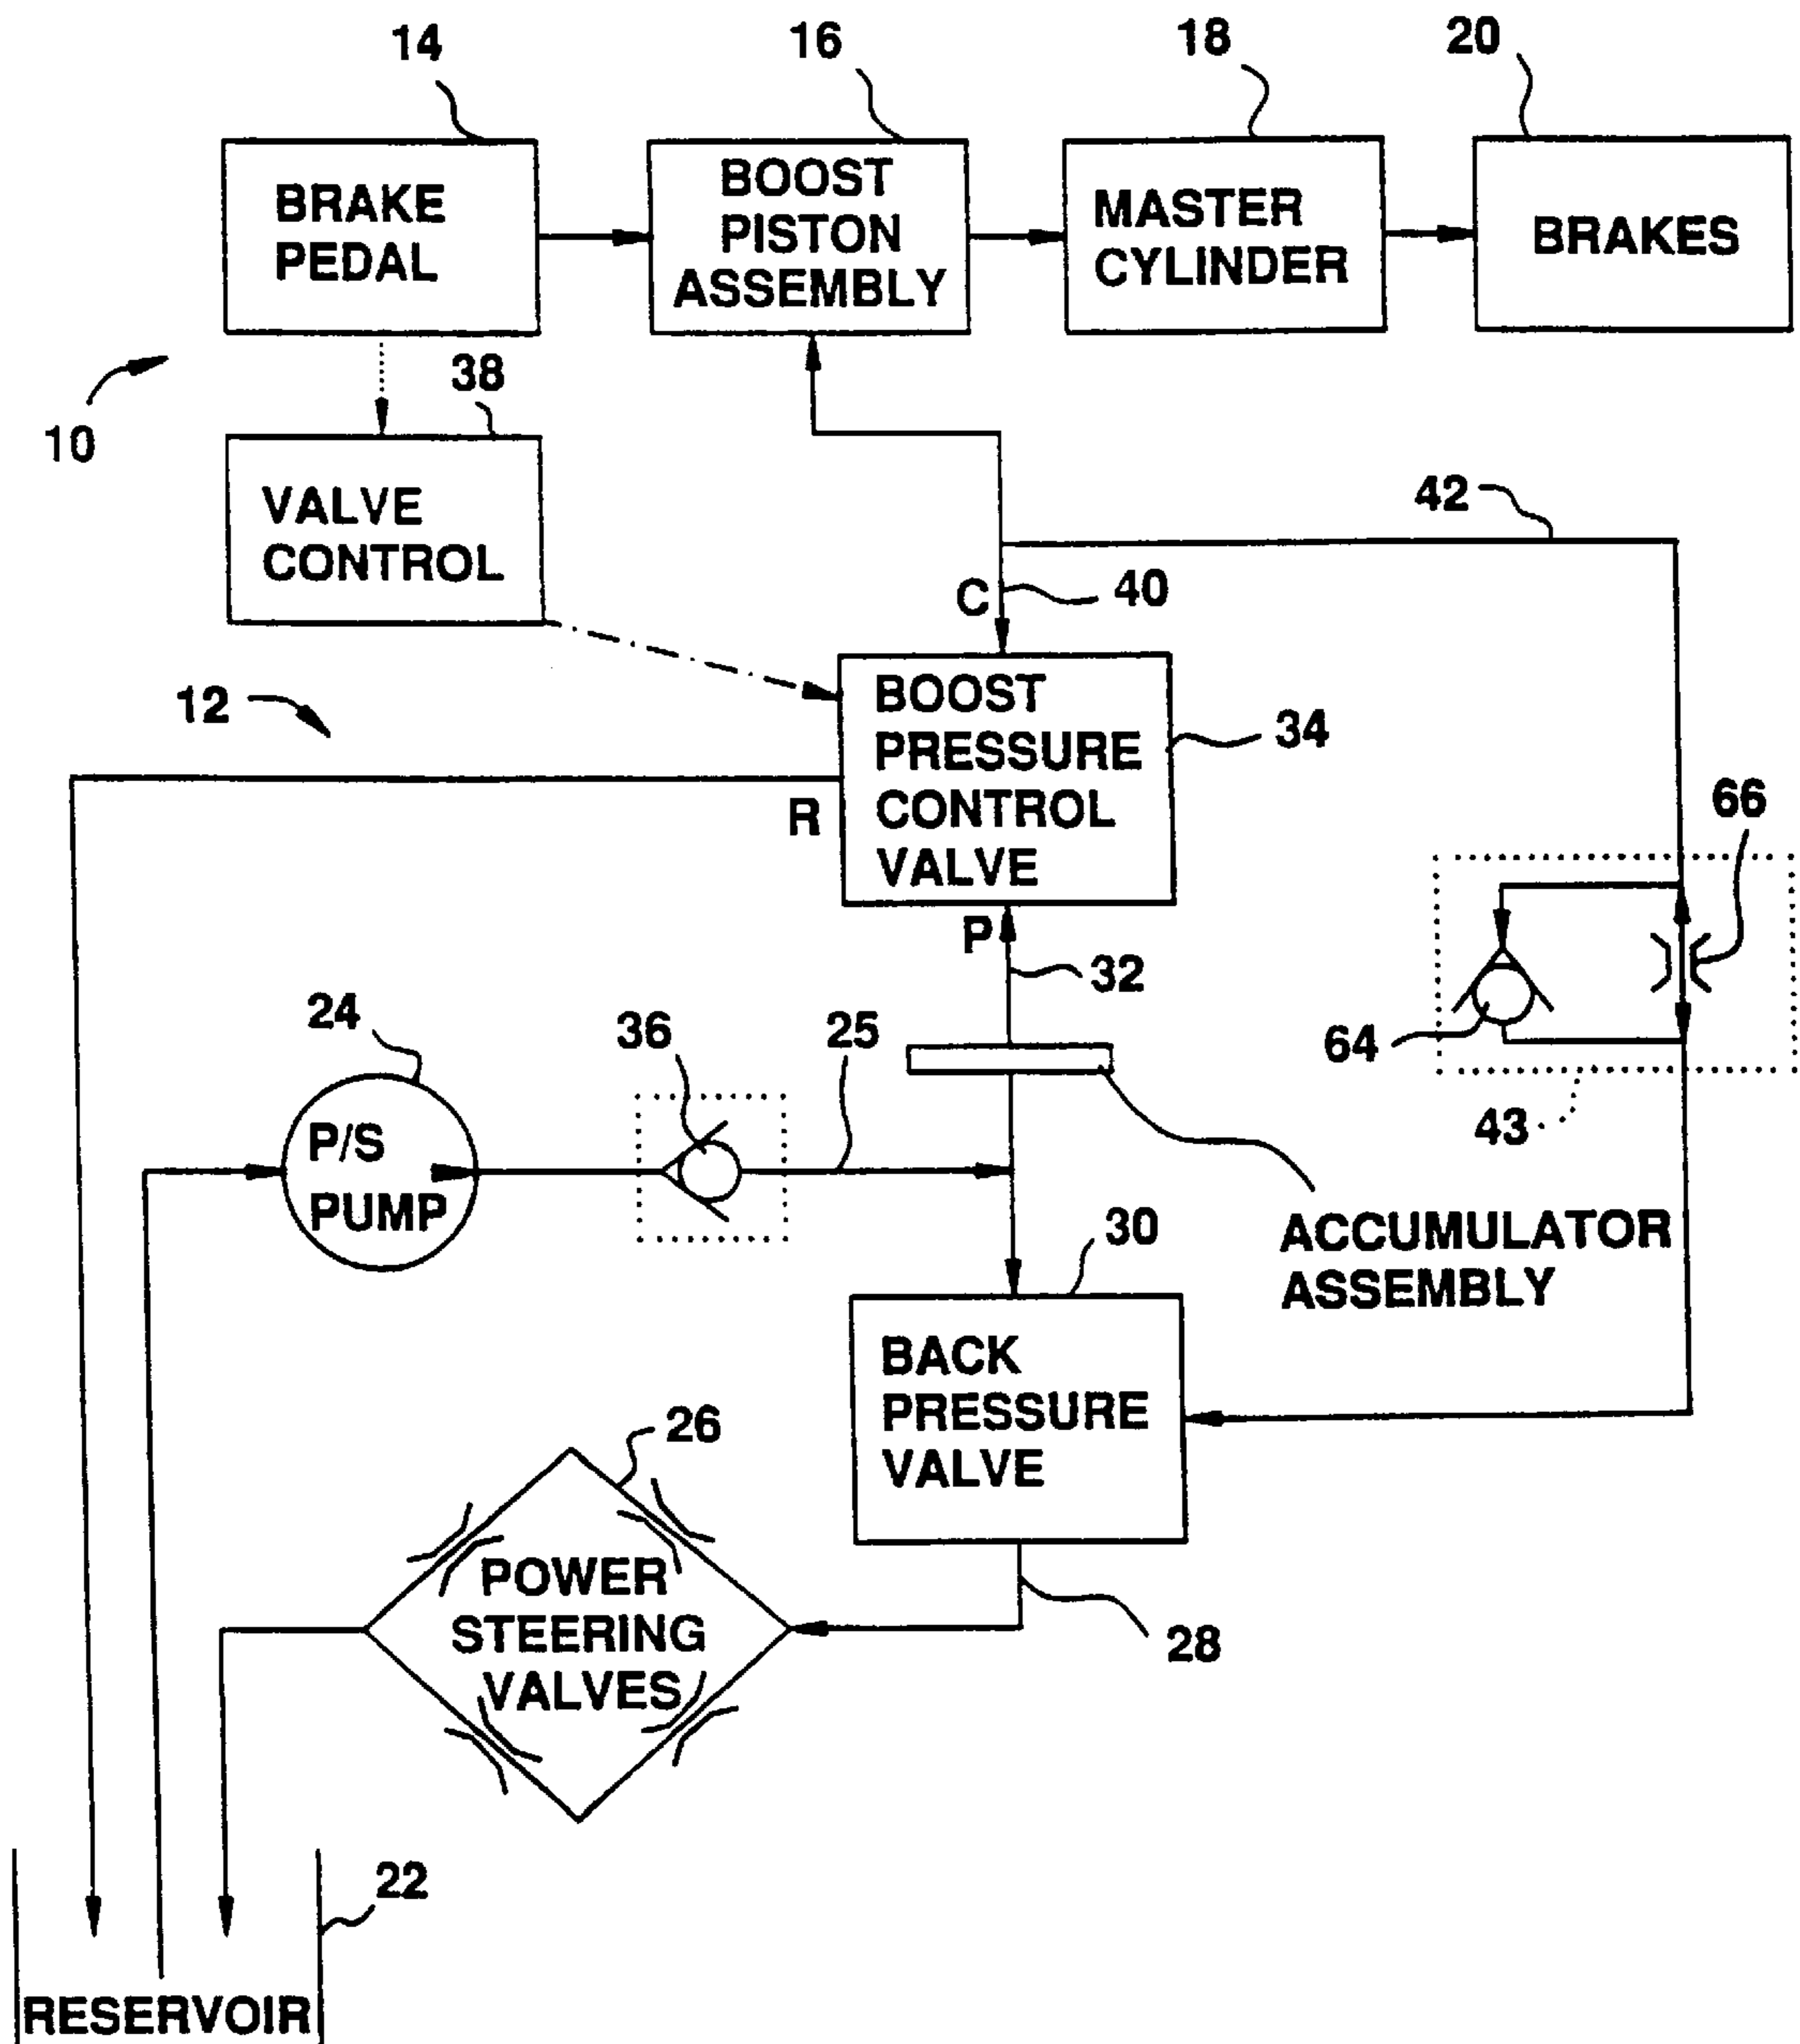 14
16
18
20
BRAKE
PEDAL
BOOST
PISTON
ASSEMBLY
MASTER
CYLINDER
BRAKES
10
38
VALVE
CONTROL
42
C
40
12
BOOST
PRESSURE
CONTROL
VALVE
34
R
66
P
32
24
36
25
64
43
P/S
PUMP
ACCUMULATOR
ASSEMBLY
30
BACK
PRESSURE
VALVE
26
POWER
STEERING
VALVES
28
22
RESERVOIR